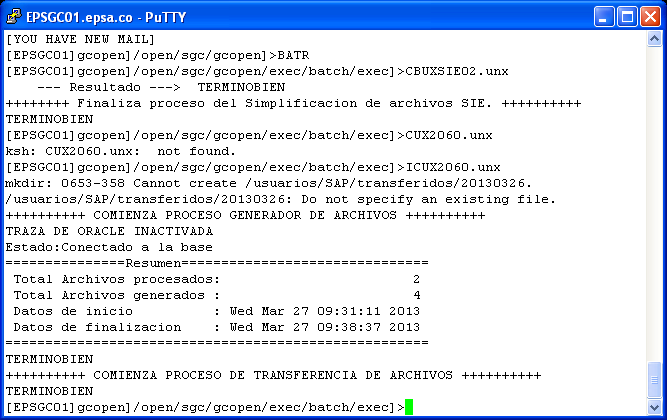 EPSGC01.epsa.co - PuTTY
[YOU HAVE NEW MAIL]
[EPSGC01]gcopen]/open/sgc/gcopen]>BATR
[EPSGC01]gcopen]/open/sgc/gcopen/exec/batch/exec]>CBUXSIE02.unx
--- Resultado ---> TERMINOBIEN
++++++++ Finaliza proceso del Simplificacion de archivos SIE. ++++++++++
TERMINOBIEN
[EPSGC01]gcopen]/open/sgc/gcopen/exec/batch/exec]>CUX2060.unx
ksh: CUX2060.unx:  not found.
[EPSGC01]gcopen]/open/sgc/gcopen/exec/batch/exec]>ICUX2060.unx
mkdir: 0653-358 Cannot create /usuarios/SAP/transferidos/20130326.
/usuarios/SAP/transferidos/20130326: Do not specify an existing file.
++++++++++ COMIENZA PROCESO GENERADOR DE ARCHIVOS ++++++++++
TRAZA DE ORACLE INACTIVADA
Estado:Conectado a la base
===============Resumen===============================
Total Archivos procesados: 2
Total Archivos generados : 4
Datos de inicio : Wed Mar 27 09:31:11 2013
Datos de finalizacion : Wed Mar 27 09:38:37 2013
=====================================================
TERMINOBIEN
++++++++++ COMIENZA PROCESO DE TRANSFERENCIA DE ARCHIVOS ++++++++++
TERMINOBIEN
[EPSGC01]gcopen]/open/sgc/gcopen/exec/batch/exec]>